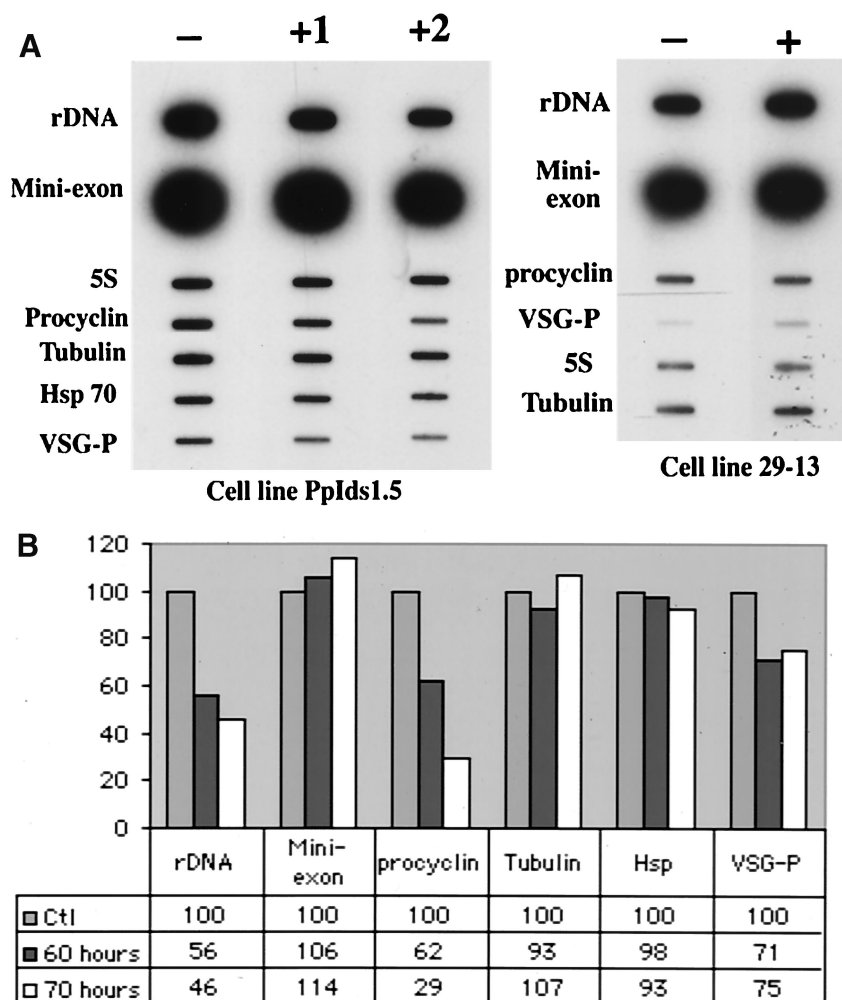 A
− +1 +2
rDNA
Mini-exon
5S
Procyclin
Tubulin
Hsp 70
VSG-P
Cell line PpIds1.5
− +
rDNA
Mini-
exon
procyclin
VSG-P
5S
Tubulin
Cell line 29-13
B
120
100
80
60
40
20
0
rDNA Mini-exon procyclin Tubulin Hsp VSG-P
Ctl 100 100 100 100 100 100
60 hours 56 106 62 93 98 71
70 hours 46 114 29 107 93 75